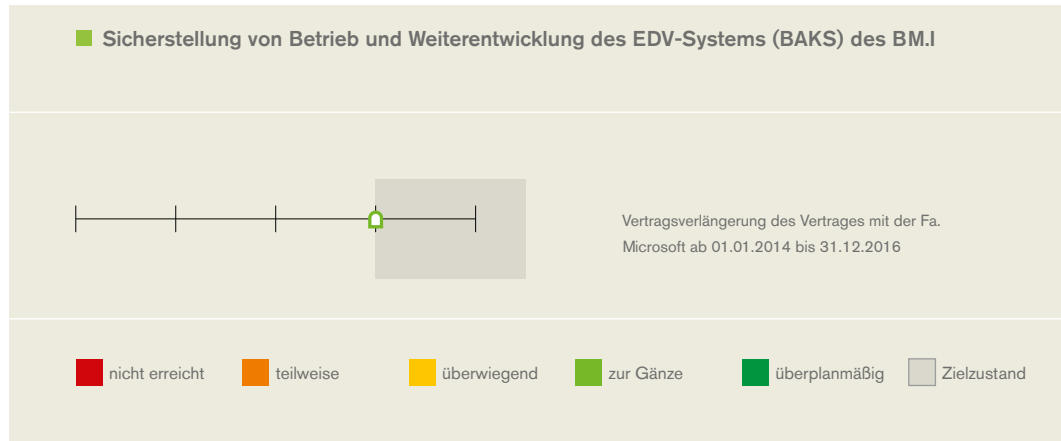 Sicherstellung von Betrieb und Weiterentwicklung des EDV-Systems (BAKS) des BM.I
Vertragsverlängerung des Vertrages mit der Fa.
Microsoft ab 01.01.2014 bis 31.12.2016
nicht erreicht
teilweise
überwiegend
zur Gänze
überplanmäßig
Zielzustand